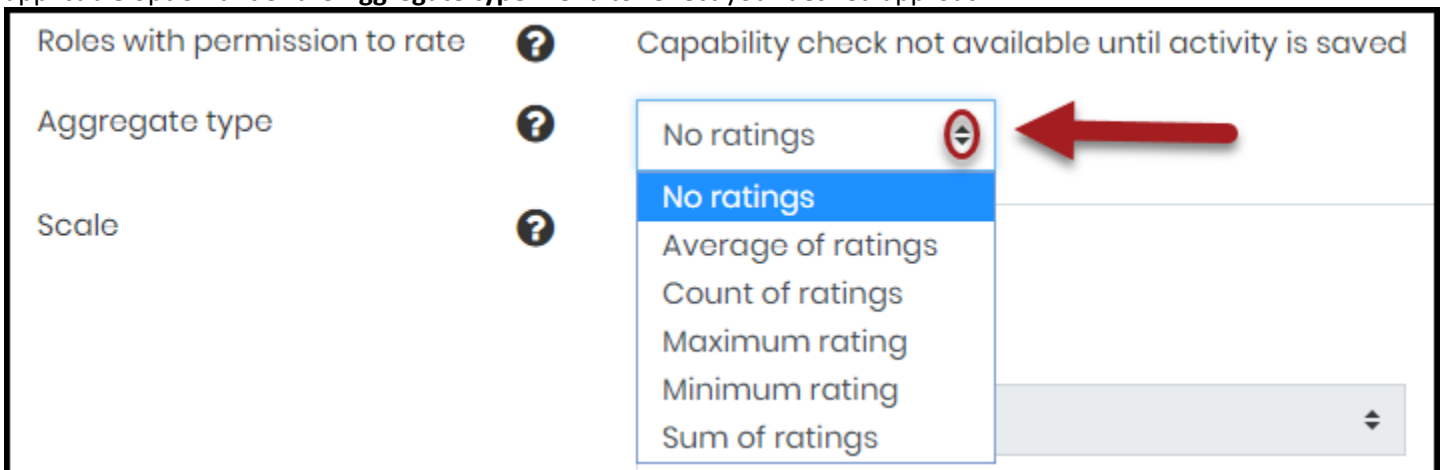 Roles with permission to rate Capability check not available until activity is saved
Aggregate type No ratings
No ratings
Scale
Average of ratings
Count of ratings
Maximum rating
Minimum rating
Sum of ratings